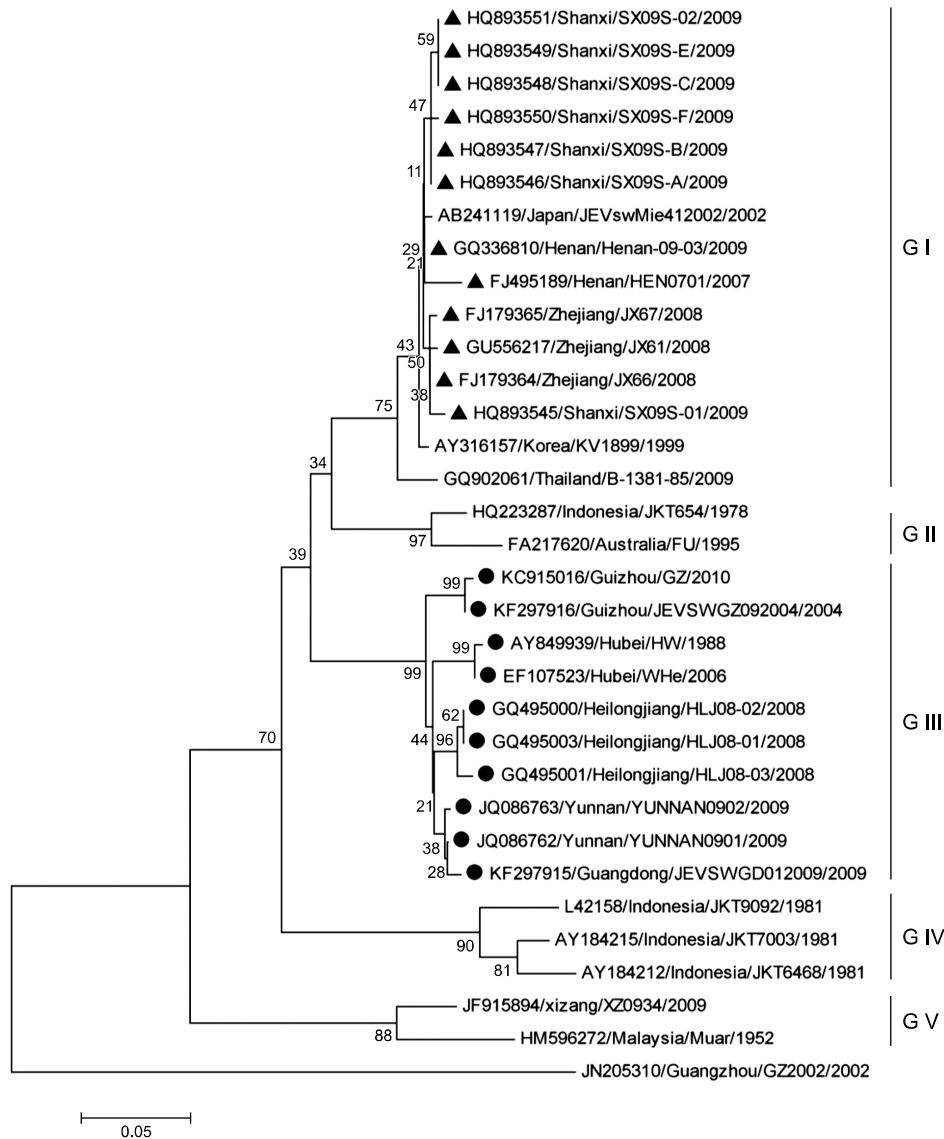 HQ893551/Shanxi/SX09S-02/2009
59
HQ893549/Shanxi/SX09S-E/2009
HQ893548/Shanxi/SX09S-C/2009
47
HQ893550/Shanxi/SX09S-F/2009
HQ893547/Shanxi/SX09S-B/2009
11
HQ893546/Shanxi/SX09S-A/2009
AB241119/Japan/JEVswMie412002/2002
29
GQ336810/Henan/Henan-09-03/2009
G I
21
FJ495189/Henan/HEN0701/2007
FJ179365/Zhejiang/JX67/2008
43
GU556217/Zhejiang/JX61/2008
50
FJ179364/Zhejiang/JX66/2008
38
75
HQ893545/Shanxi/SX09S-01/2009
AY316157/Korea/KV1899/1999
34
GQ902061/Thailand/B-1381-85/2009
HQ223287/Indonesia/JKT654/1978
G II
97
FA217620/Australia/FU/1995
39
99
KC915016/Guizhou/GZ/2010
KF297916/Guizhou/JEVSWGZ092004/2004
99
AY849939/Hubei/HW/1988
99
EF107523/Hubei/WHe/2006
62
GQ495000/Heilongjiang/HLJ08-02/2008
G III
70
44
96
GQ495003/Heilongjiang/HLJ08-01/2008
GQ495001/Heilongjiang/HLJ08-03/2008
21
JQ086763/Yunnan/YUNNAN0902/2009
38
JQ086762/Yunnan/YUNNAN0901/2009
28
KF297915/Guangdong/JEVSWGD012009/2009
L42158/Indonesia/JKT9092/1981
90
AY184215/Indonesia/JKT7003/1981
G IV
81
AY184212/Indonesia/JKT6468/1981
JF915894/xizang/XZ0934/2009
G V
88
HM596272/Malaysia/Muar/1952
JN205310/Guangzhou/GZ2002/2002
0.05